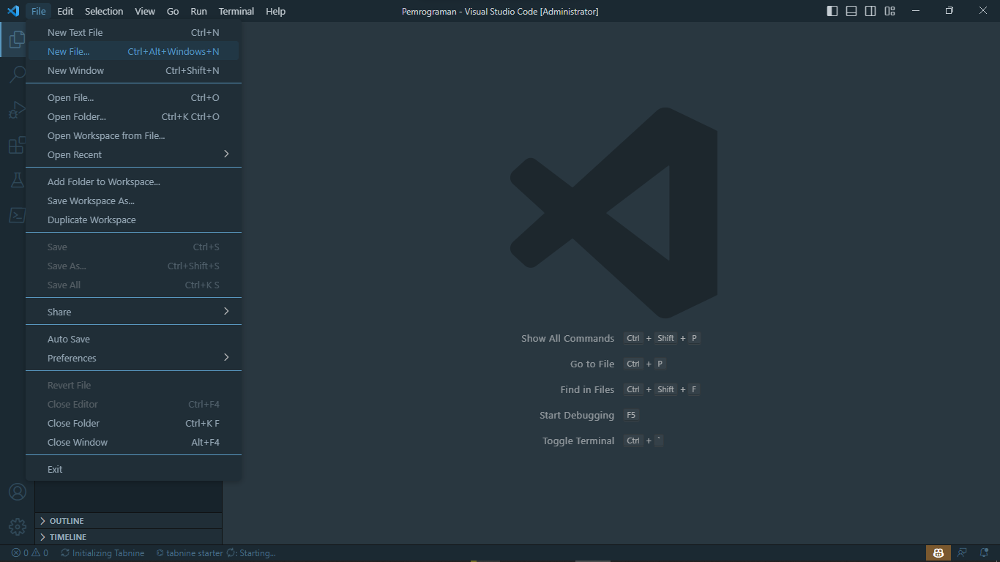 File Edit Selection View Go Run Terminal Help
Pemrograman - Visual Studio Code [Administrator]
New Text File Ctrl+N
New File... Ctrl+Alt+Windows+N
New Window Ctrl+Shift+N
Open File... Ctrl+O
Open Folder... Ctrl+K Ctrl+O
Open Workspace from File...
Open Recent
Add Folder to Workspace...
Save Workspace As...
Duplicate Workspace
Save Ctrl+S
Save As... Ctrl+Shift+S
Save All Ctrl+K S
Share
Auto Save
Preferences
Revert File
Close Editor Ctrl+F4
Close Folder Ctrl+K F
Close Window Alt+F4
Exit
Show All Commands Ctrl + Shift + P
Go to File Ctrl + P
Find in Files Ctrl + Shift + F
Start Debugging F5
Toggle Terminal Ctrl + `
OUTLINE
TIMELINE
0 0 Initializing Tabnine tabnine starter : Starting...